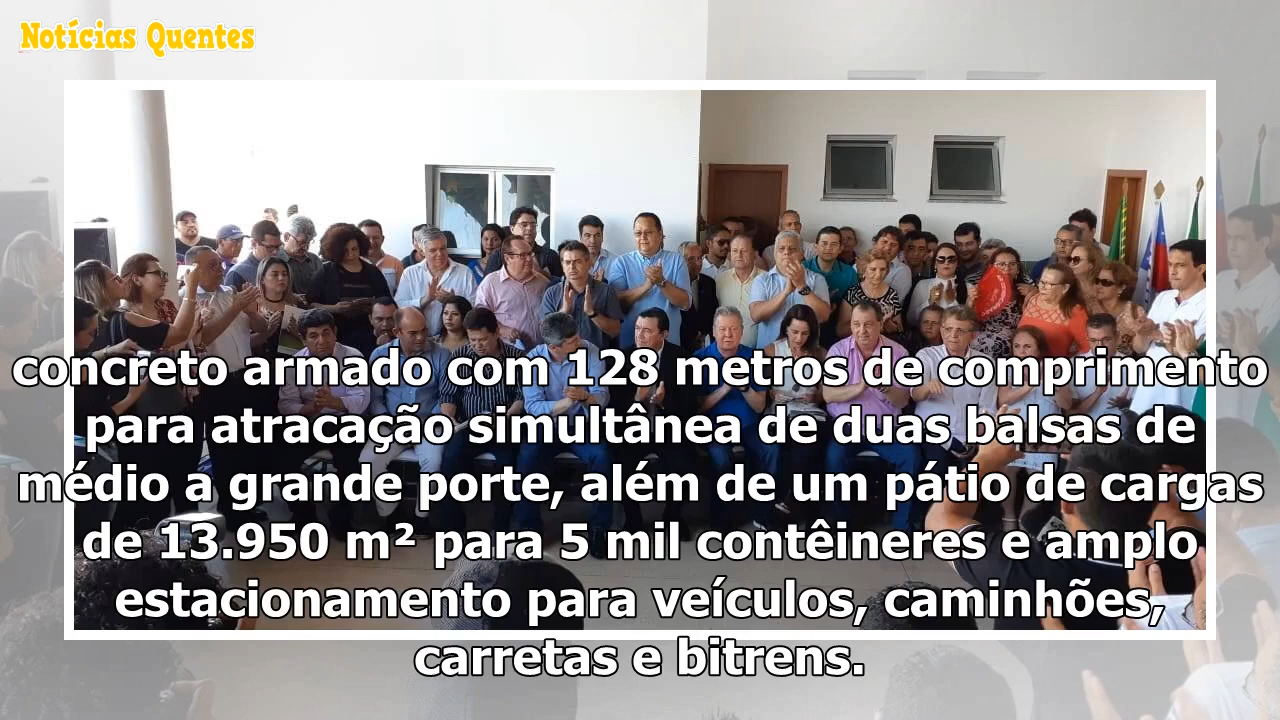 Notícias Quentes
concreto armado com 128 metros de comprimento
para atracação simultânea de duas balsas de
médio a grande porte, além de um pátio de cargas
de 13.950 m² para 5 mil contêineres e amplo
estacionamento para veículos, caminhões,
carretas e bitrens.